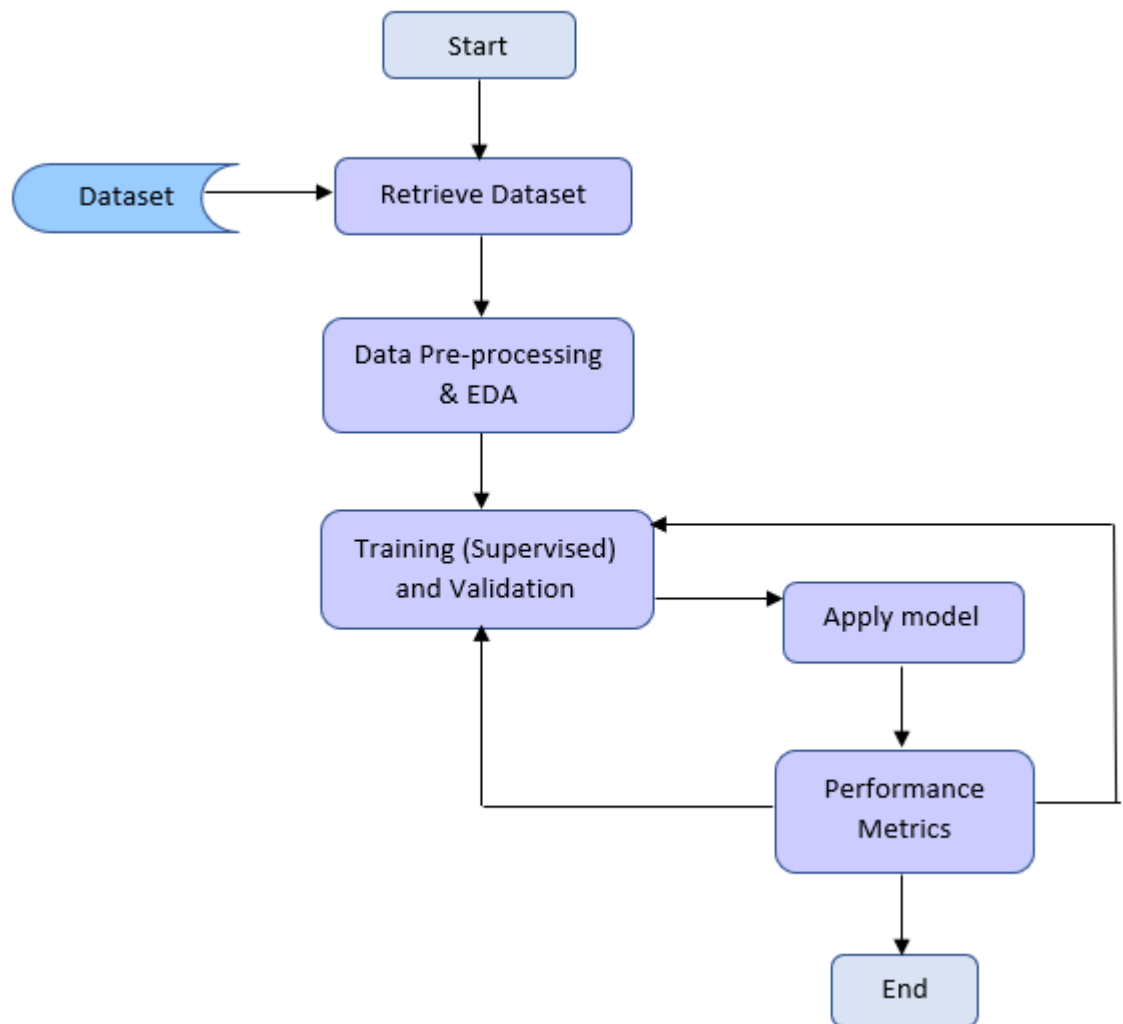 Start
Dataset
Retrieve Dataset
Data Pre-processing
& EDA
Training (Supervised)
and Validation
Apply model
Performance
Metrics
End